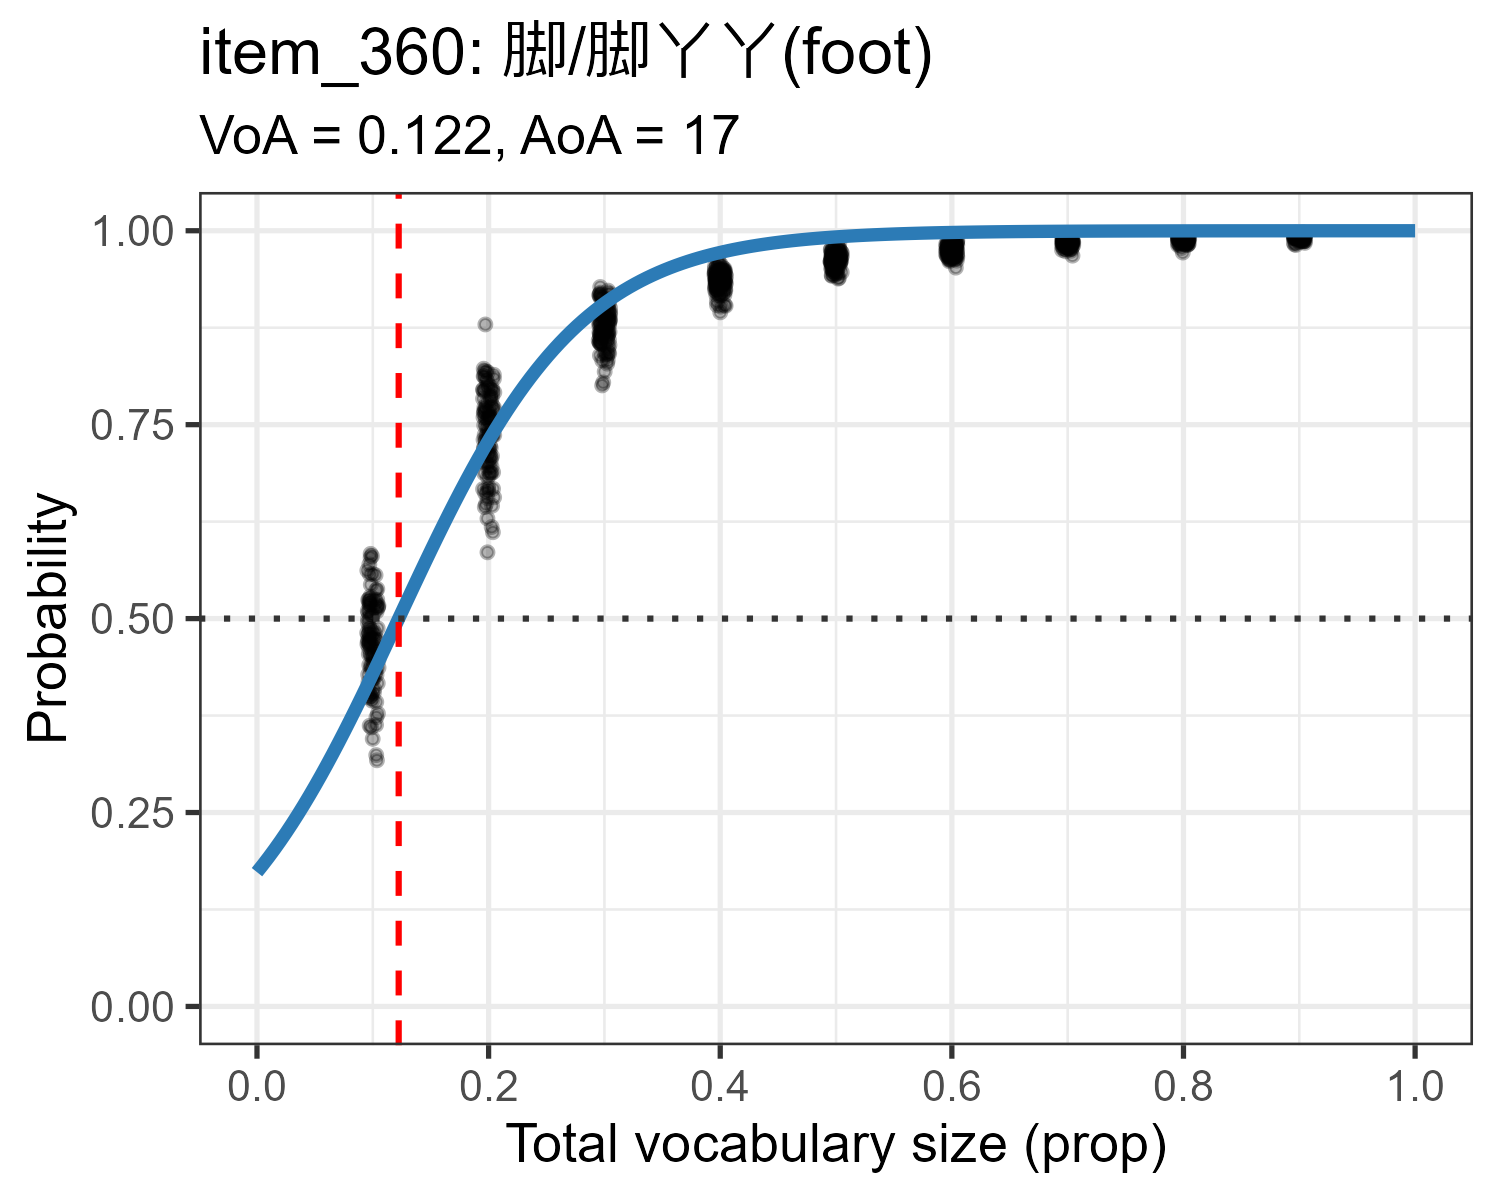 item_360: 脚/脚丫丫(foot)
VoA = 0.122, AoA = 17
1.00
0.75
0.50
0.25
0.00
Probability
0.0 0.2 0.4 0.6 0.8 1.0
Total vocabulary size (prop)